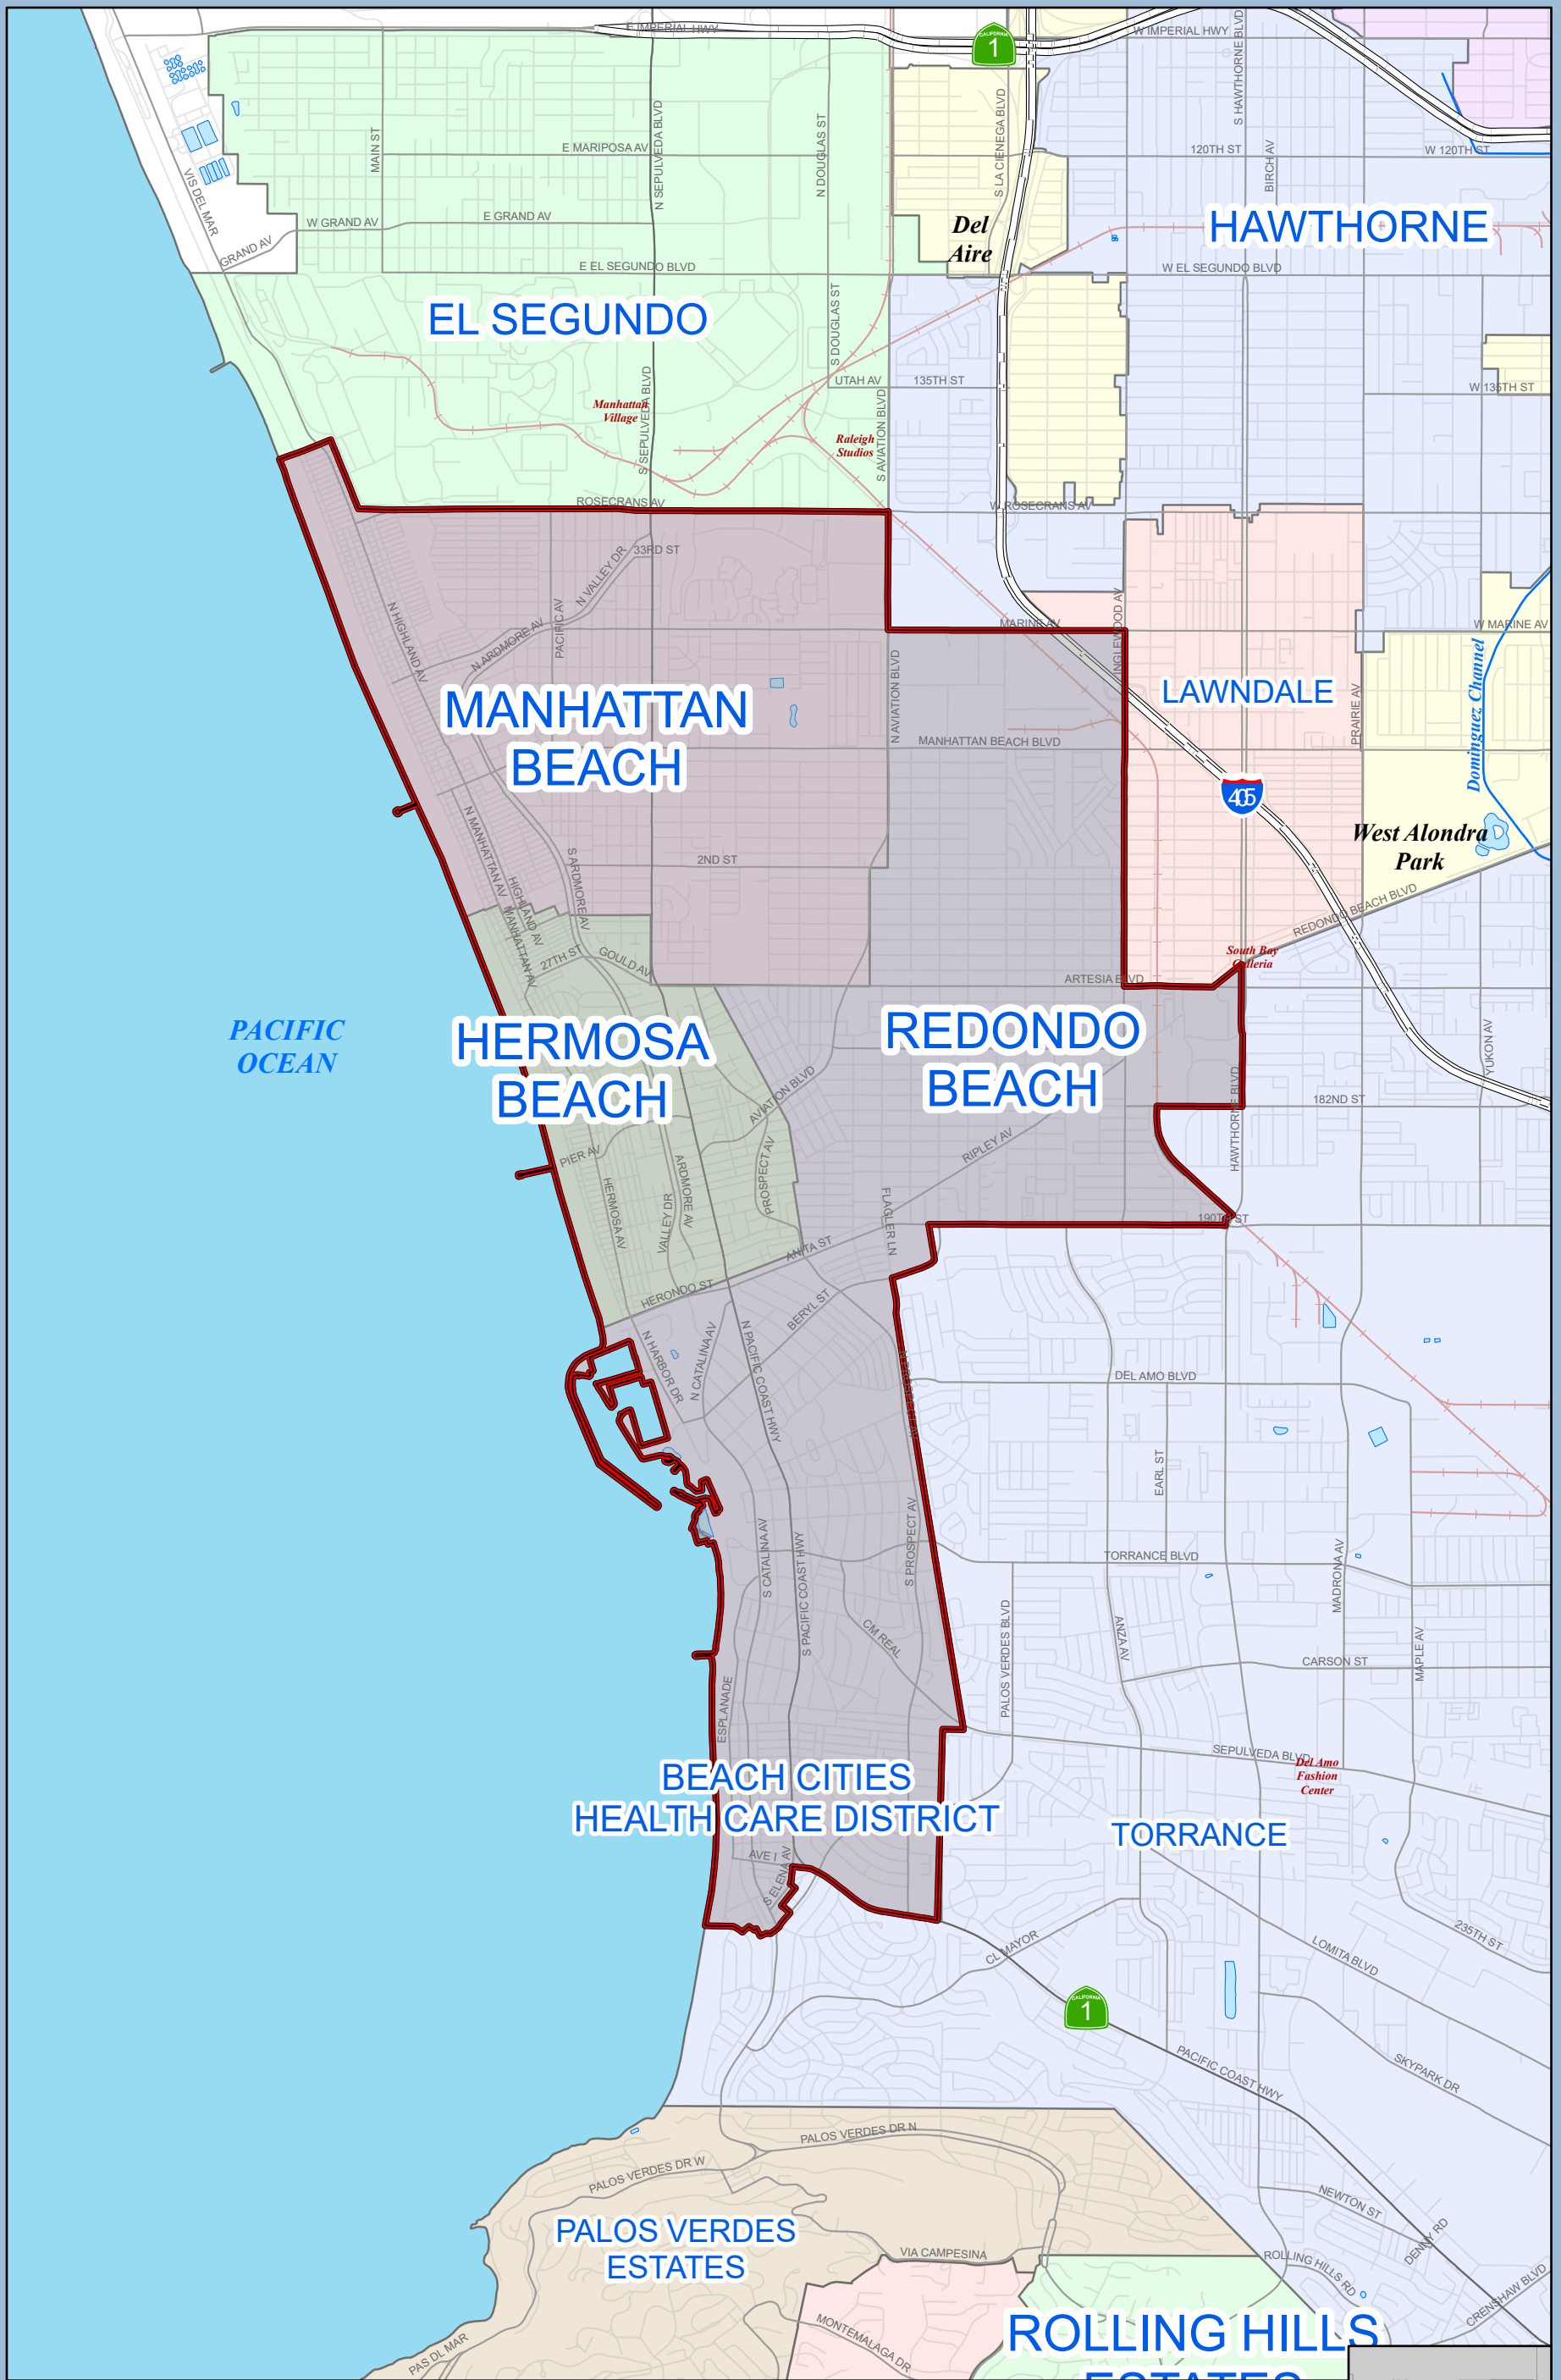 E IMPERIAL HWY
CALIFORNIA
1
W IMPERIAL HWY
S HAWTHORNE BLVD
MAIN ST
E MARIPOSA AV
N SEPULVEDA BLVD
N DOUGLAS ST
S LA CIENEGA BLVD
120TH ST
BIRCH AV
W 120TH ST
VIS DEL MAR
W GRAND AV
E GRAND AV
GRAND AV
Del
Aire
HAWTHORNE
E EL SEGUNDO BLVD
W EL SEGUNDO BLVD
EL SEGUNDO
S DOUGLAS ST
UTAH AV
135TH ST
W 135TH ST
Manhattan
Village
S SEPULVEDA BLVD
Raleigh
Studios
S AVIATION BLVD
ROSECRANS AV
W ROSECRANS AV
33RD ST
N VALLEY DR
N HIGHLAND AV
N ARDMORE AV
PACIFIC AV
MARINE AV
INGLEWOOD AV
W MARINE AV
MANHATTAN
BEACH
N AVIATION BLVD
MANHATTAN BEACH BLVD
LAWNDALE
PRAIRIE AV
Dominguez Channel
405
N MANHATTAN AV
S ARDMORE AV
2ND ST
West Alondra
Park
HIGHLAND AV
MANHATTAN AV
27TH ST
GOULD AV
REDONDO BEACH BLVD
South Bay
Galleria
ARTESIA BLVD
PACIFIC
OCEAN
HERMOSA
BEACH
REDONDO
BEACH
YUKON AV
AVIATION BLVD
HAWTHORNE BLVD
182ND ST
PIER AV
RIPLEY AV
PROSPECT AV
ARDMORE AV
HERMOSA AV
VALLEY DR
FLAGLER LN
190TH ST
ANITA ST
HERONDO ST
BERYL ST
N HARBOR DR
N CATALINA AV
N PACIFIC COAST HWY
N PROSPECT AV
DEL AMO BLVD
EARL ST
S CATALINA AV
S PACIFIC COAST HWY
S PROSPECT AV
TORRANCE BLVD
MADRONA AV
CM REAL
PALOS VERDES BLVD
ANZA AV
CARSON ST
MAPLE AV
ESPLANADE
SEPULVEDA BLVD
Del Amo
Fashion
Center
BEACH CITIES
HEALTH CARE DISTRICT
TORRANCE
AVE I
S ELENA AV
CL MAYOR
LOMITA BLVD
235TH ST
CALIFORNIA
1
PACIFIC COAST HWY
SKYPARK DR
PALOS VERDES DR N
PALOS VERDES DR W
NEWTON ST
DENNY RD
PALOS VERDES
ESTATES
VIA CAMPESINA
ROLLING HILLS RD
CRENSHAW BLVD
MONTEMALAGA DR
PAS DL MAR
ROLLING HILLS
ESTATES